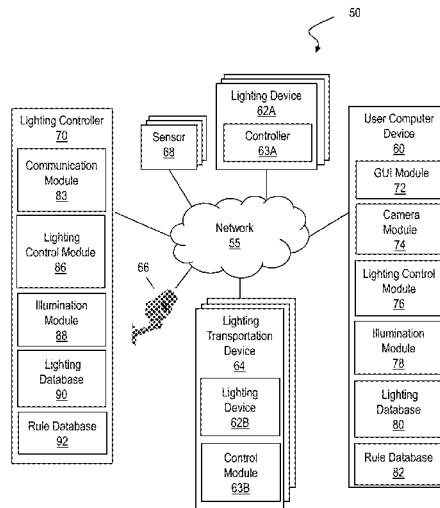 50
Lighting Controller
70
Communication
Module
83
Lighting
Control Module
86
Illumination
Module
88
Lighting
Database
90
Rule Database
92
Sensor
68
Lighting Device
62A
Controller
63A
Network
55
66
Lighting
Transportation
Device
64
Lighting
Device
62B
Control
Module
63B
User Computer
Device
60
GUI Module
72
Camera
Module
74
Lighting Control
Module
76
Illumination
Module
78
Lighting
Database
80
Rule Database
82